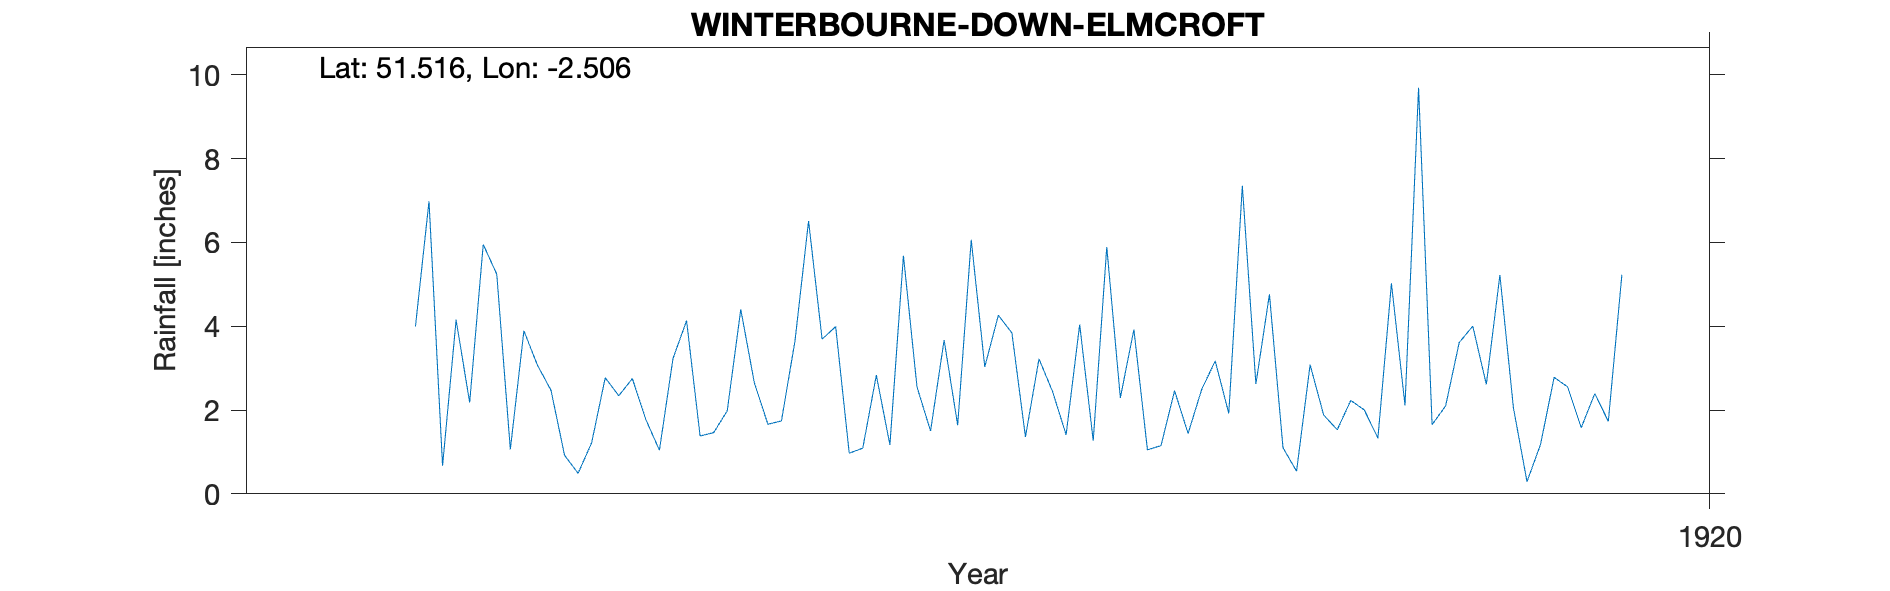 WINTERBOURNE-DOWN-ELMCROFT
Lat: 51.516, Lon: -2.506
10
8
6
4
2
0
Rainfall [inches]
1920
Year